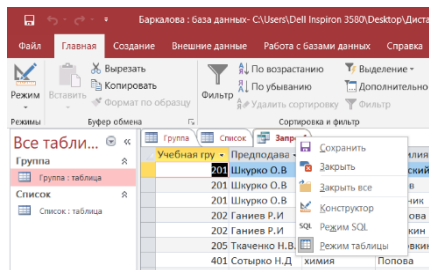 Баркалова : база данных- C:\Users\Dell Inspiron 3580\Desktop\Диста
Файл Главная Создание Внешние данные Работа с базами данных Справка
Режим Вставить Вырезать Копировать Формат по образцу
Фильтр По возрастанию По убыванию Удалить сортировку
Выделение Дополнительно Фильтр
Режимы Буфер обмена Сортировка и фильтр
Все табли...
Группа
Группа : таблица
Список
Список : таблица
Группа Список
Учебная гру Предподава
201 Шкурко О.В
201 Шкурко О.В
201 Шкурко О.В
202 Ганиев Р.И
202 Ганиев Р.И
205 Ткаченко Н.В.
401 Сотырко Н.Д химия Попова
Сохранить
Закрыть
Закрыть все
Конструктор
SQL Режим SQL
Режим таблицы